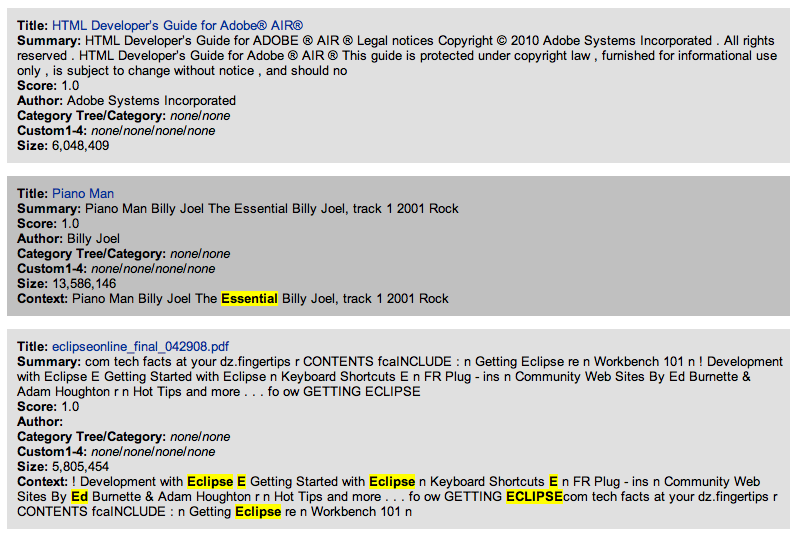 Title: HTML Developer's Guide for Adobe® AIR®
Summary: HTML Developer's Guide for ADOBE ® AIR ® Legal notices Copyright © 2010 Adobe Systems Incorporated . All rights
reserved . HTML Developer's Guide for Adobe ® AIR ® This guide is protected under copyright law , furnished for informational use
only , is subject to change without notice , and should no
Score: 1.0
Author: Adobe Systems Incorporated
Category Tree/Category: none/none
Custom1-4: none/none/none/none
Size: 6,048,409
Title: Piano Man
Summary: Piano Man Billy Joel The Essential Billy Joel, track 1 2001 Rock
Score: 1.0
Author: Billy Joel
Category Tree/Category: none/none
Custom1-4: none/none/none/none
Size: 13,586,146
Context: Piano Man Billy Joel The Essential Billy Joel, track 1 2001 Rock
Title: eclipseonline_final_042908.pdf
Summary: com tech facts at your dz.fingertips r CONTENTS fcaINCLUDE : n Getting Eclipse re n Workbench 101 n ! Development
with Eclipse E Getting Started with Eclipse n Keyboard Shortcuts E n FR Plug - ins n Community Web Sites By Ed Burnette &
Adam Houghton r n Hot Tips and more . . . fo ow GETTING ECLIPSE
Score: 1.0
Author:
Category Tree/Category: none/none
Custom1-4: none/none/none/none
Size: 5,805,454
Context: ! Development with Eclipse E Getting Started with Eclipse n Keyboard Shortcuts E n FR Plug - ins n Community Web
Sites By Ed Burnette & Adam Houghton r n Hot Tips and more . . . fo ow GETTING ECLIPSEcom tech facts at your dz.fingertips r
CONTENTS fcaINCLUDE : n Getting Eclipse re n Workbench 101 n